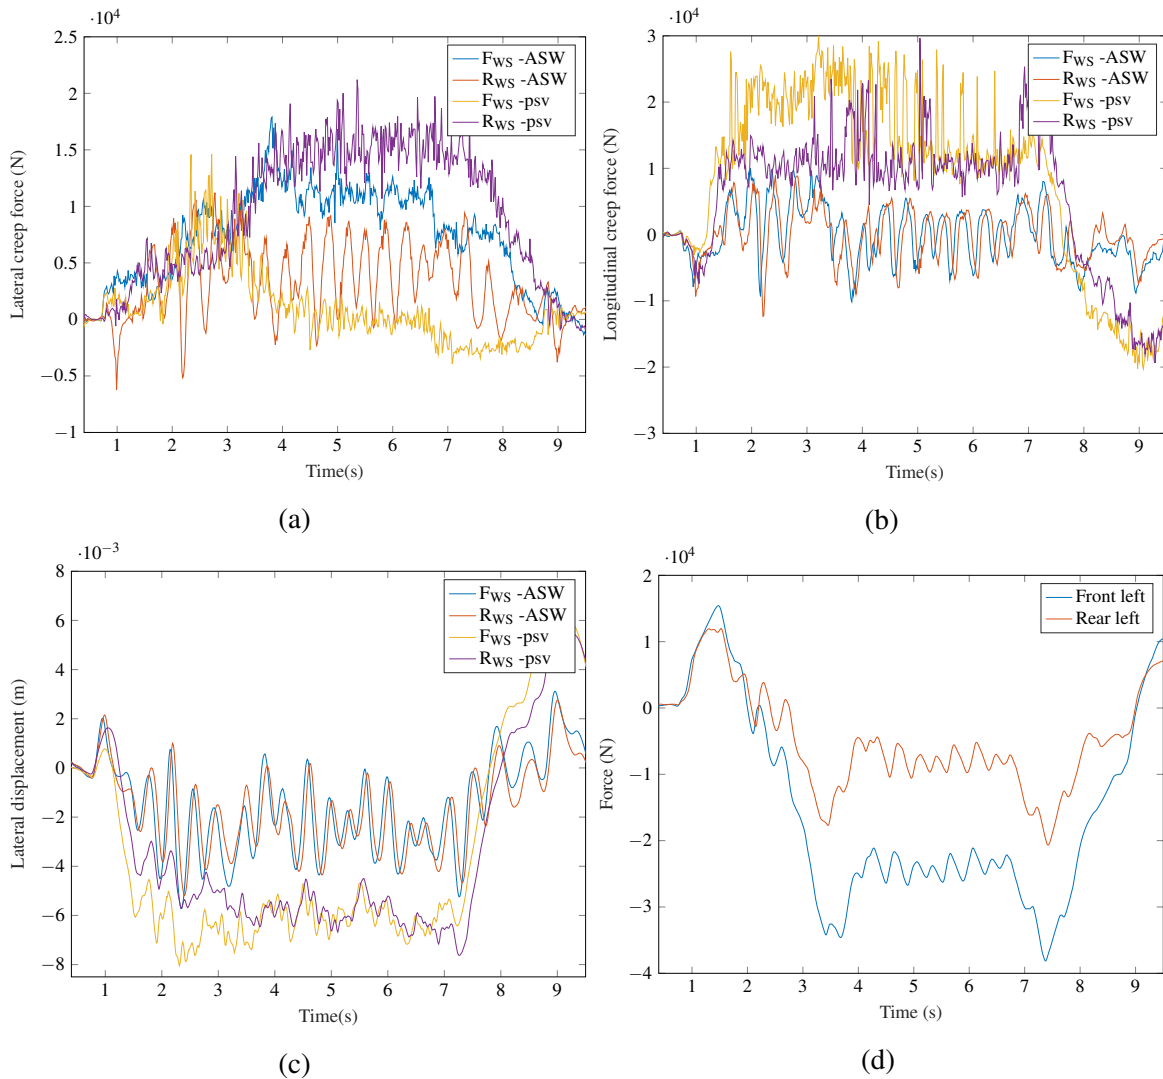 ·10⁴
2.5
2
1.5
1
0.5
0
−0.5
−1
1 2 3 4 5 6 7 8 9
Lateral creep force (N)
Time(s)
F_WS -ASW
R_WS -ASW
F_WS -psv
R_WS -psv
(a)
·10⁴
3
2
1
0
−1
−2
−3
1 2 3 4 5 6 7 8 9
Longitudinal creep force (N)
Time(s)
F_WS -ASW
R_WS -ASW
F_WS -psv
R_WS -psv
(b)
·10⁻³
8
6
4
2
0
−2
−4
−6
−8
1 2 3 4 5 6 7 8 9
Lateral displacement (m)
Time(s)
F_WS -ASW
R_WS -ASW
F_WS -psv
R_WS -psv
(c)
·10⁴
2
1
0
−1
−2
−3
−4
1 2 3 4 5 6 7 8 9
Force (N)
Time (s)
Front left
Rear left
(d)